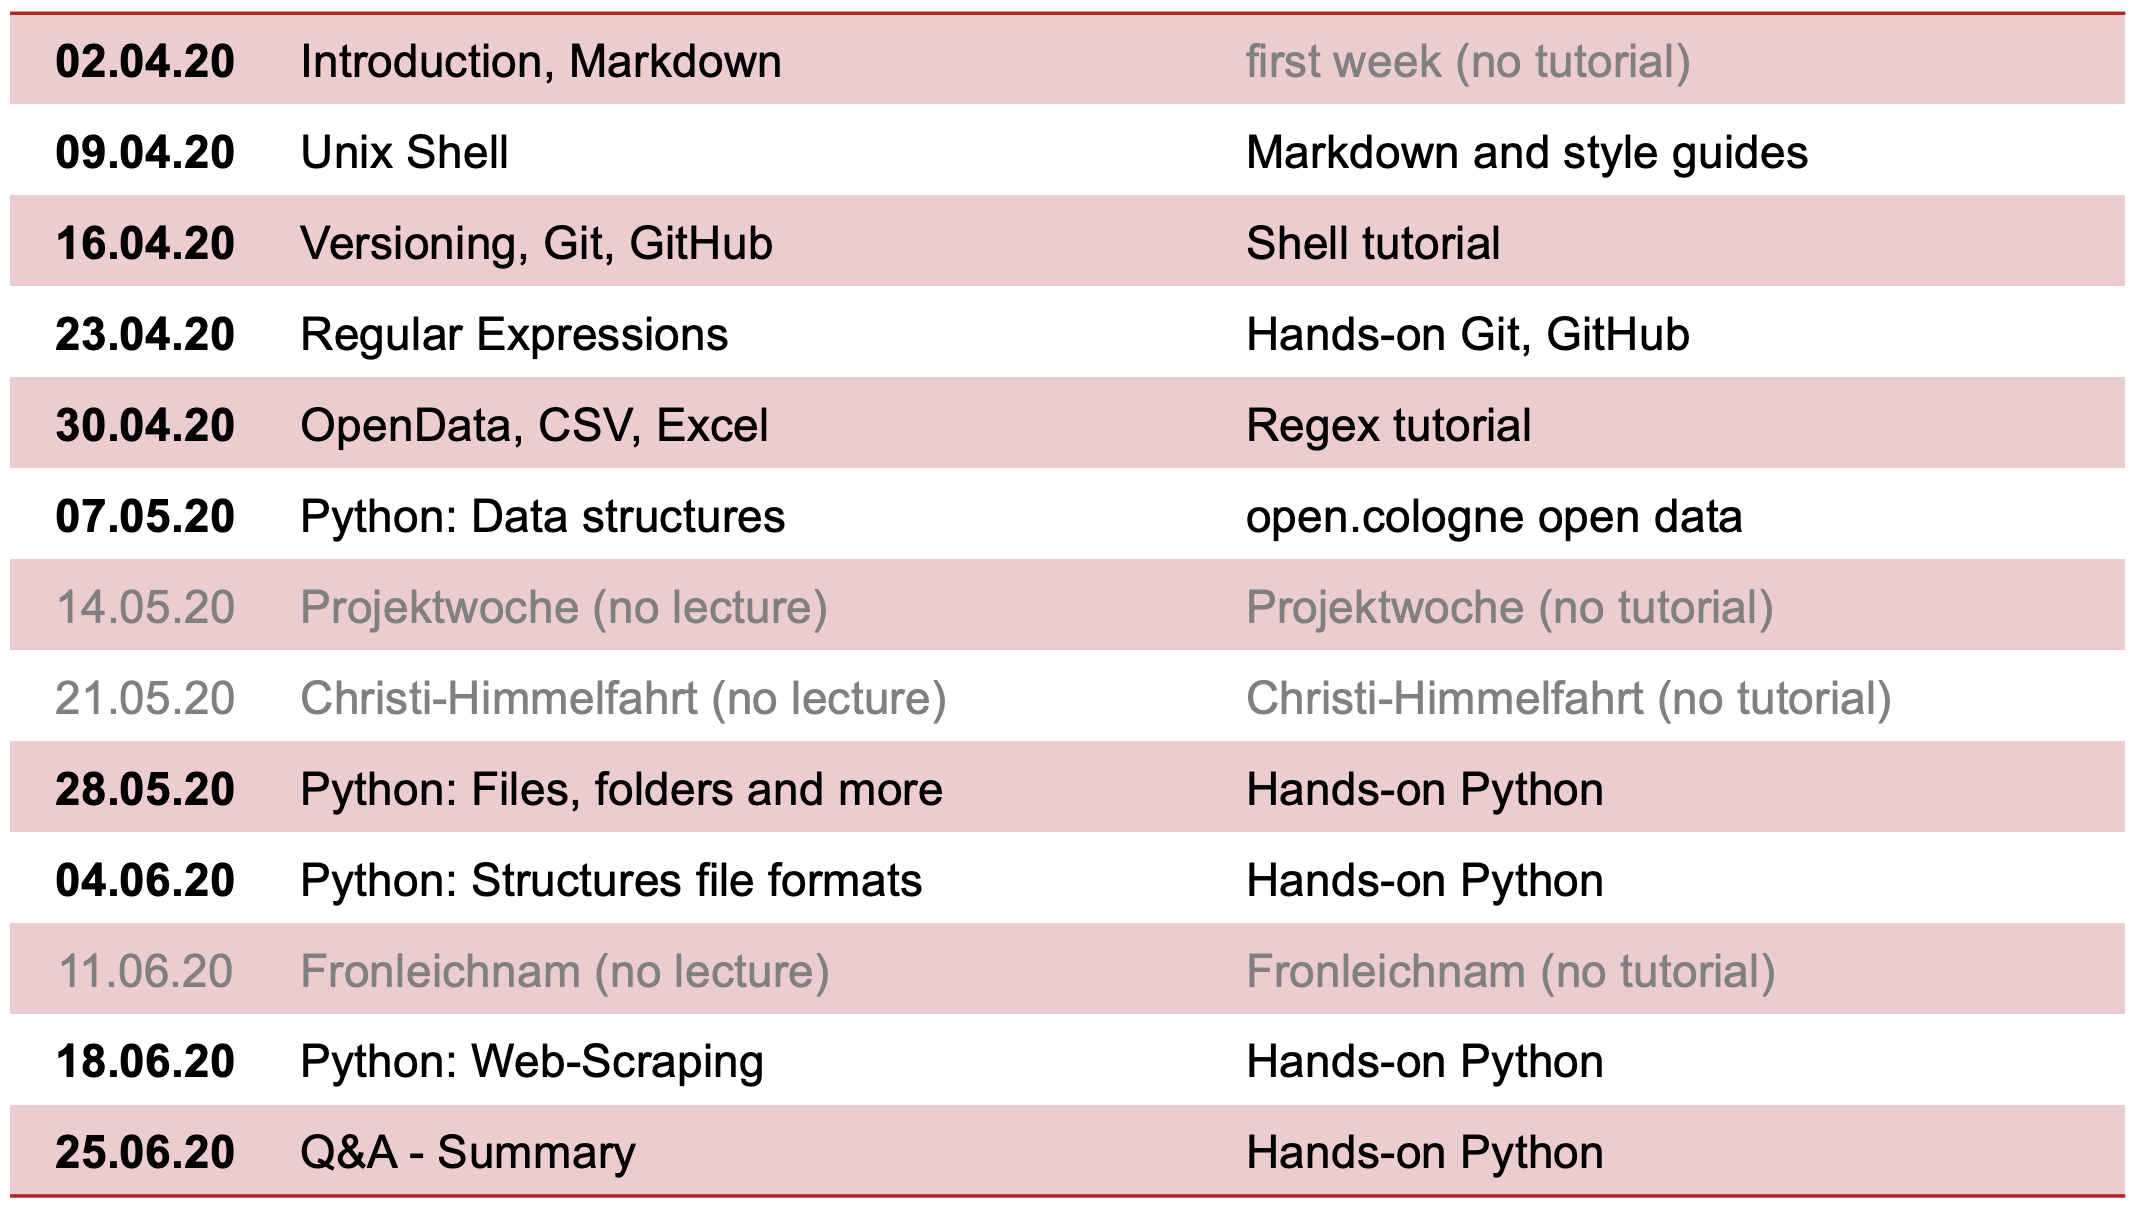 02.04.20 Introduction, Markdown first week (no tutorial)
09.04.20 Unix Shell Markdown and style guides
16.04.20 Versioning, Git, GitHub Shell tutorial
23.04.20 Regular Expressions Hands-on Git, GitHub
30.04.20 OpenData, CSV, Excel Regex tutorial
07.05.20 Python: Data structures open.cologne open data
14.05.20 Projektwoche (no lecture) Projektwoche (no tutorial)
21.05.20 Christi-Himmelfahrt (no lecture) Christi-Himmelfahrt (no tutorial)
28.05.20 Python: Files, folders and more Hands-on Python
04.06.20 Python: Structures file formats Hands-on Python
11.06.20 Fronleichnam (no lecture) Fronleichnam (no tutorial)
18.06.20 Python: Web-Scraping Hands-on Python
25.06.20 Q&A - Summary Hands-on Python